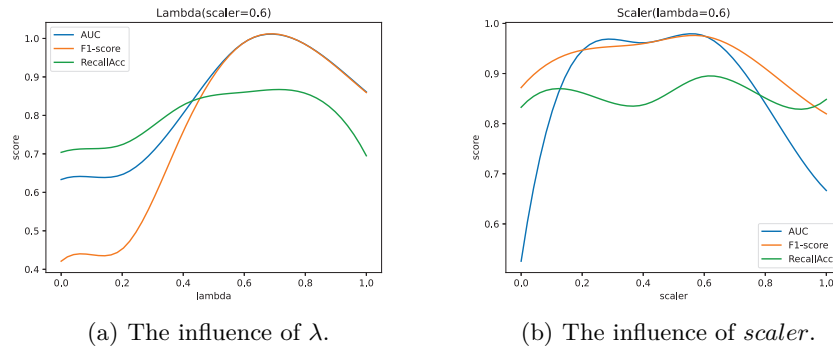 Lambda(scaler=0.6)
AUC
F1-score
RecallAcc
score
1.0
0.9
0.8
0.7
0.6
0.5
0.4
0.0 0.2 0.4 0.6 0.8 1.0
lambda
(a) The influence of λ.
Scaler(lambda=0.6)
score
1.0
0.9
0.8
0.7
0.6
AUC
F1-score
RecallAcc
0.0 0.2 0.4 0.6 0.8 1.0
scaler
(b) The influence of scaler.